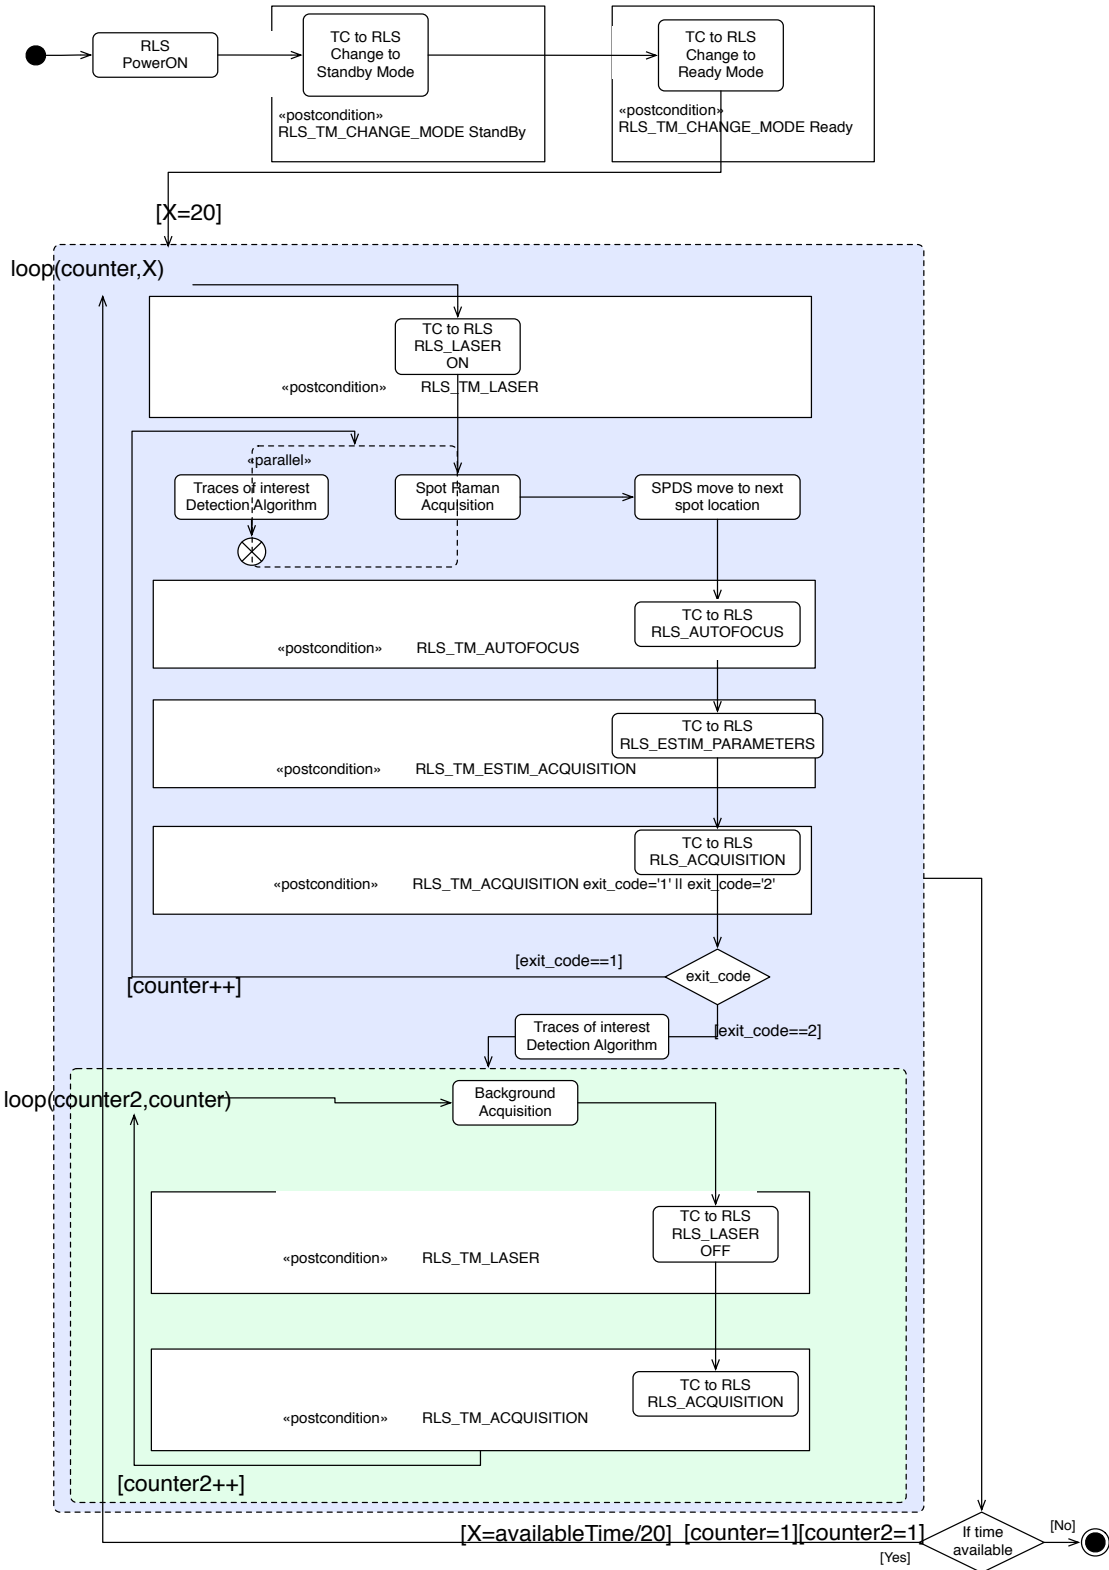 RLS
PowerON
TC to RLS
Change to
Standby Mode
TC to RLS
Change to
Ready Mode
«postcondition»
RLS_TM_CHANGE_MODE StandBy
«postcondition»
RLS_TM_CHANGE_MODE Ready
[X=20]
loop(counter,X)
TC to RLS
RLS_LASER
ON
«postcondition» RLS_TM_LASER
«parallel»
Traces of interest
Detection Algorithm
Spot Raman
Acquisition
SPDS move to next
spot location
TC to RLS
RLS_AUTOFOCUS
«postcondition» RLS_TM_AUTOFOCUS
TC to RLS
RLS_ESTIM_PARAMETERS
«postcondition» RLS_TM_ESTIM_ACQUISITION
TC to RLS
RLS_ACQUISITION
«postcondition» RLS_TM_ACQUISITION exit_code='1' || exit_code='2'
[exit_code==1]
exit_code
[counter++]
[exit_code==2]
Traces of interest
Detection Algorithm
loop(counter2,counter)
Background
Acquisition
TC to RLS
RLS_LASER
OFF
«postcondition» RLS_TM_LASER
TC to RLS
RLS_ACQUISITION
«postcondition» RLS_TM_ACQUISITION
[counter2++]
[X=availableTime/20] [counter=1][counter2=1]
If time
available
[No]
[Yes]